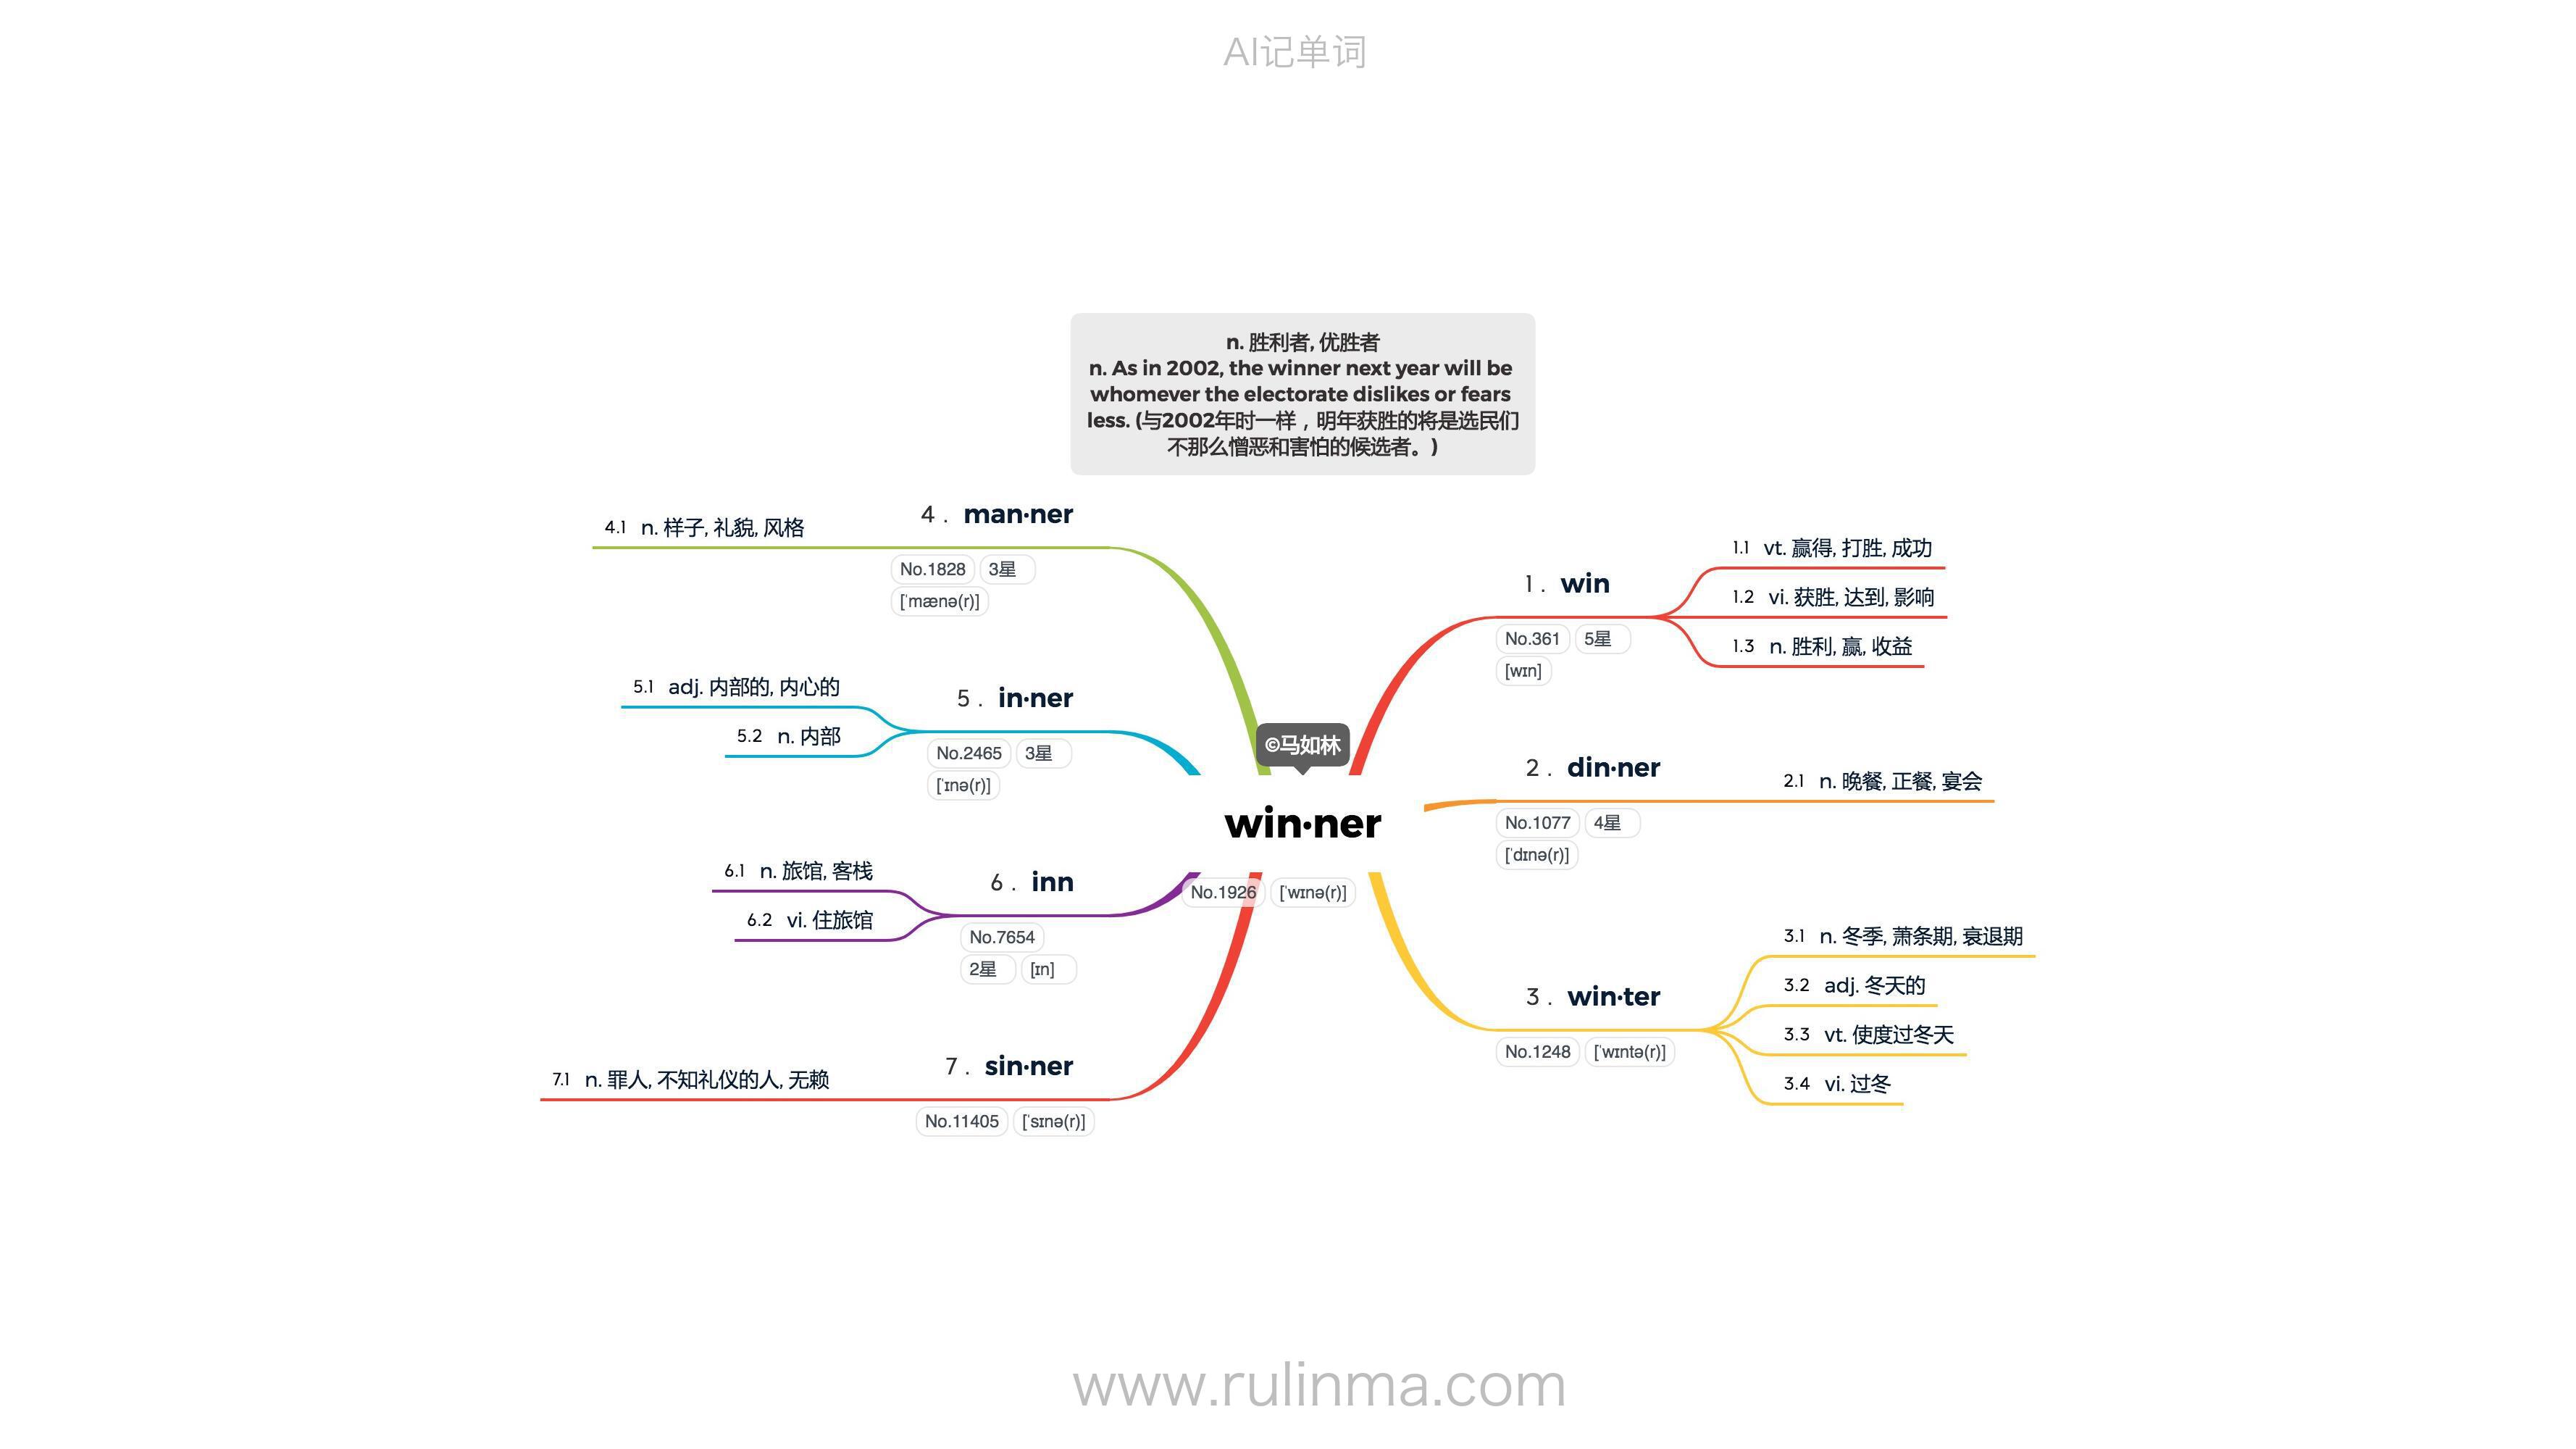 AI记单词
n. 胜利者, 优胜者
n. As in 2002, the winner next year will be
whomever the electorate dislikes or fears
less. (与2002年时一样，明年获胜的将是选民们
不那么憎恶和害怕的候选者。)
©马如林
win·ner
No.1926 [ˈwɪnə(r)]
1 . win
No.361 5星
[wɪn]
1.1 vt. 赢得, 打胜, 成功
1.2 vi. 获胜, 达到, 影响
1.3 n. 胜利, 赢, 收益
2 . din·ner
No.1077 4星
[ˈdɪnə(r)]
2.1 n. 晚餐, 正餐, 宴会
3 . win·ter
No.1248 [ˈwɪntə(r)]
3.1 n. 冬季, 萧条期, 衰退期
3.2 adj. 冬天的
3.3 vt. 使度过冬天
3.4 vi. 过冬
4 . man·ner
No.1828 3星
[ˈmænə(r)]
4.1 n. 样子, 礼貌, 风格
5 . in·ner
No.2465 3星
[ˈɪnə(r)]
5.1 adj. 内部的, 内心的
5.2 n. 内部
6 . inn
No.7654
2星 [ɪn]
6.1 n. 旅馆, 客栈
6.2 vi. 住旅馆
7 . sin·ner
No.11405 [ˈsɪnə(r)]
7.1 n. 罪人, 不知礼仪的人, 无赖
www.rulinma.com